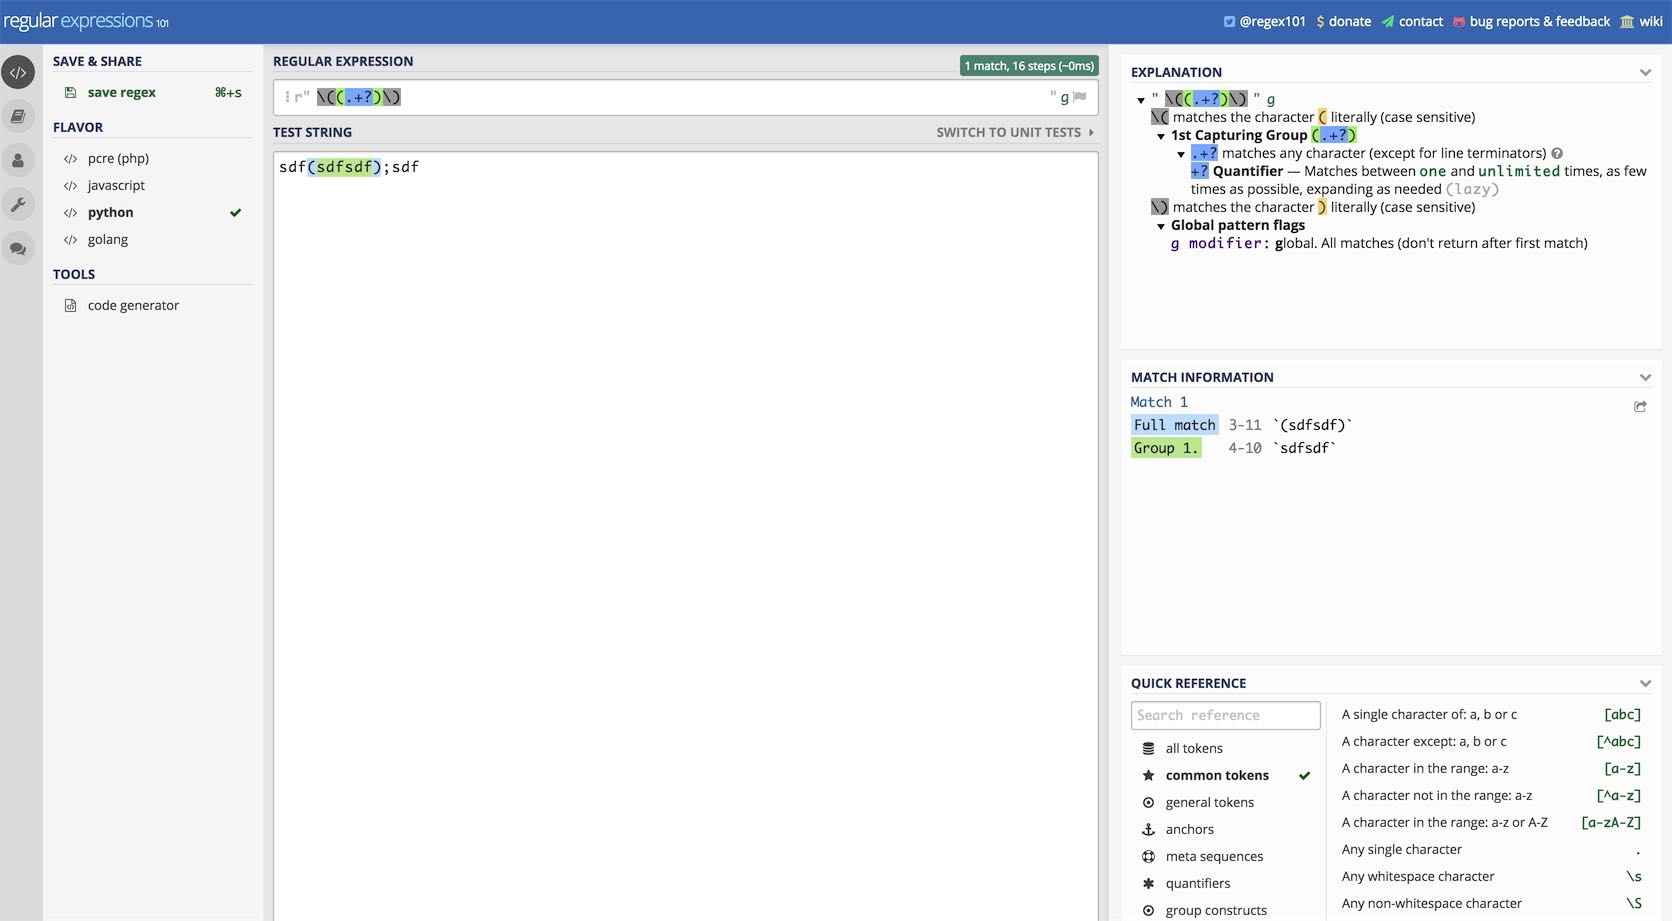 regular expressions 101
@regex101 $ donate contact bug reports & feedback wiki
SAVE & SHARE
save regex ⌘+s
FLAVOR
</> pcre (php)
</> javascript
</> python
</> golang
TOOLS
code generator
REGULAR EXPRESSION
1 match, 16 steps (~0ms)
r" \((.+?)\) " g
TEST STRING
SWITCH TO UNIT TESTS
sdf(sdfsdf);sdf
EXPLANATION
" \((.+?)\) " g
\( matches the character ( literally (case sensitive)
1st Capturing Group (.+?)
.+? matches any character (except for line terminators)
+? Quantifier — Matches between one and unlimited times, as few
times as possible, expanding as needed (lazy)
\) matches the character ) literally (case sensitive)
Global pattern flags
g modifier: global. All matches (don't return after first match)
MATCH INFORMATION
Match 1
Full match 3-11 `(sdfsdf)`
Group 1. 4-10 `sdfsdf`
QUICK REFERENCE
Search reference
all tokens
common tokens
general tokens
anchors
meta sequences
quantifiers
group constructs
A single character of: a, b or c [abc]
A character except: a, b or c [^abc]
A character in the range: a-z [a-z]
A character not in the range: a-z [^a-z]
A character in the range: a-z or A-Z [a-zA-Z]
Any single character .
Any whitespace character \s
Any non-whitespace character \S